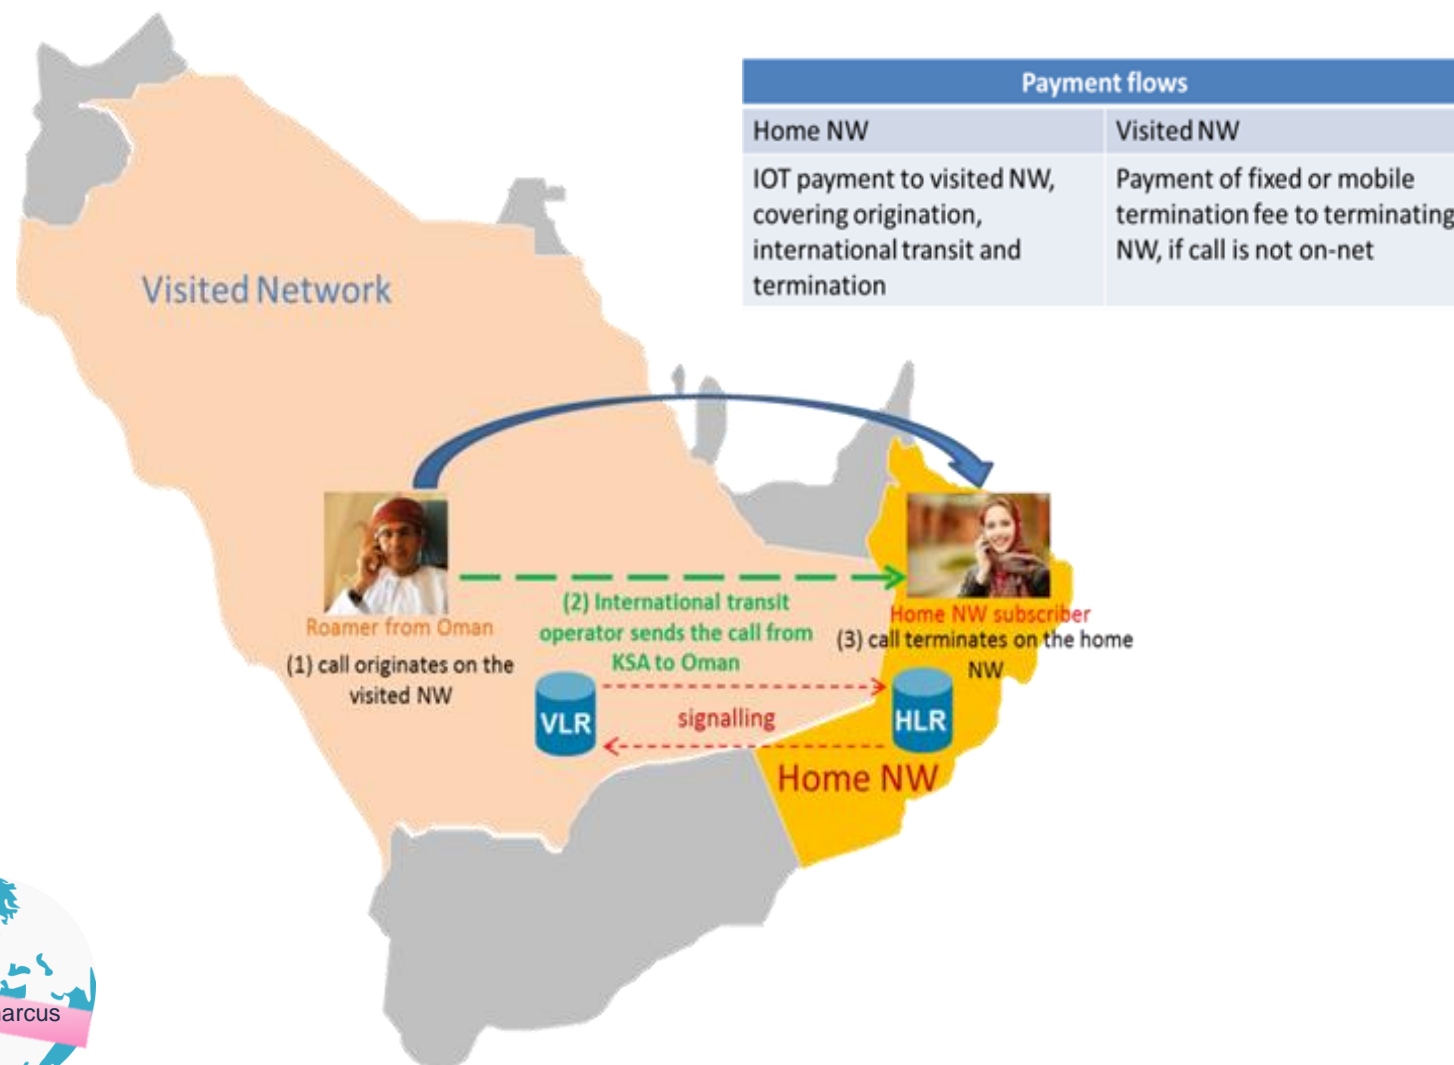 Payment flows
Home NW
Visited NW
IOT payment to visited NW,
covering origination,
international transit and
termination
Payment of fixed or mobile
termination fee to terminating
NW, if call is not on-net
Visited Network
Roamer from Oman
(1) call originates on the
visited NW
(2) International transit
operator sends the call from
KSA to Oman
Home NW subscriber
(3) call terminates on the home
NW
VLR
signalling
HLR
Home NW